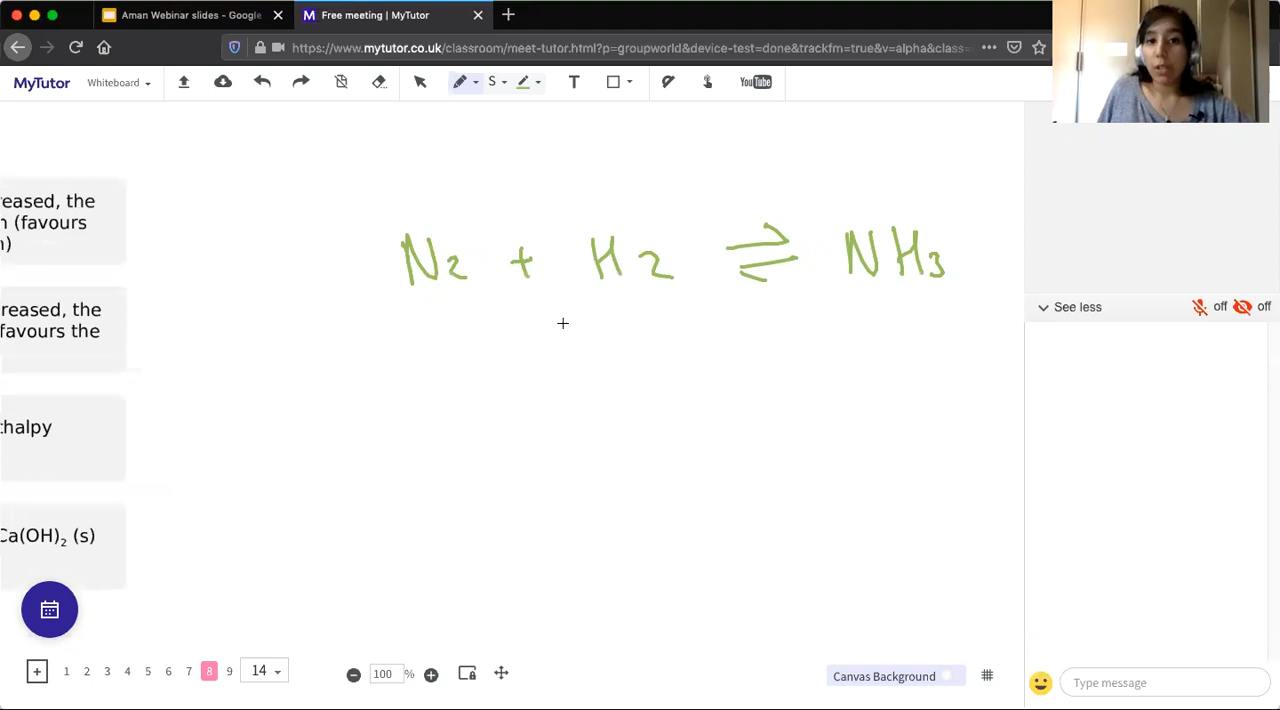 Aman Webinar slides - Google
Free meeting | MyTutor
https://www.mytutor.co.uk/classroom/meet-tutor.html?p=groupworld&device-test=done&trackfm=true&v=alpha&class=
MyTutor
Whiteboard
S
T
YouTube
reased, the
n (favours
n)
reased, the
favours the
thalpy
Ca(OH)₂ (s)
N₂ + H₂ ⇌ NH₃
See less
off
off
1 2 3 4 5 6 7 8 9 14
100 %
Canvas Background
Type message